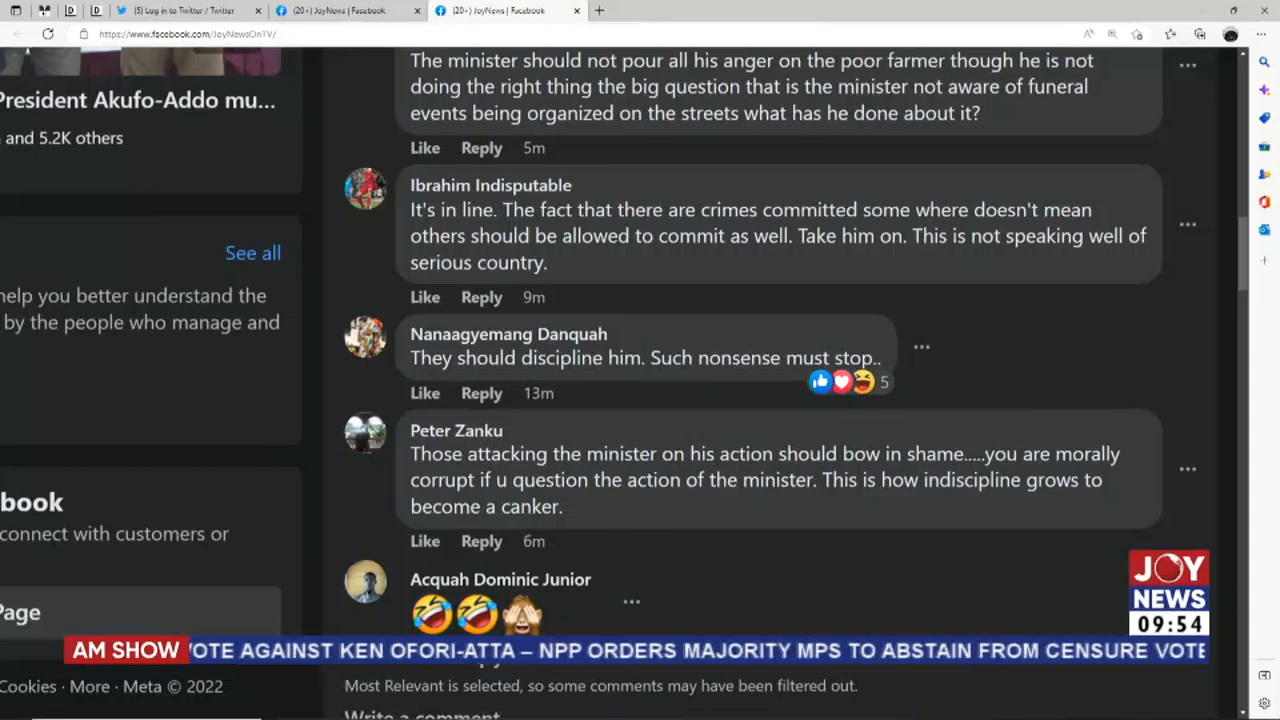 (5) Log in to Twitter / Twitter
(20+) JoyNews | Facebook
(20+) JoyNews | Facebook
https://www.facebook.com/JoyNewsOnTV/
President Akufo-Addo mu...
and 5.2K others
See all
help you better understand the
by the people who manage and
book
connect with customers or
Page
Cookies · More · Meta © 2022
The minister should not pour all his anger on the poor farmer though he is not
doing the right thing the big question that is the minister not aware of funeral
events being organized on the streets what has he done about it?
Like Reply 5m
Ibrahim Indisputable
It's in line. The fact that there are crimes committed some where doesn't mean
others should be allowed to commit as well. Take him on. This is not speaking well of
serious country.
Like Reply 9m
Nanaagyemang Danquah
They should discipline him. Such nonsense must stop..
5
Like Reply 13m
Peter Zanku
Those attacking the minister on his action should bow in shame.....you are morally
corrupt if u question the action of the minister. This is how indiscipline grows to
become a canker.
Like Reply 6m
Acquah Dominic Junior
🤣🤣🙈
JOY
NEWS
09:54
AM SHOW VOTE AGAINST KEN OFORI-ATTA – NPP ORDERS MAJORITY MPS TO ABSTAIN FROM CENSURE VOTE
Most Relevant is selected, so some comments may have been filtered out.
Write a comment